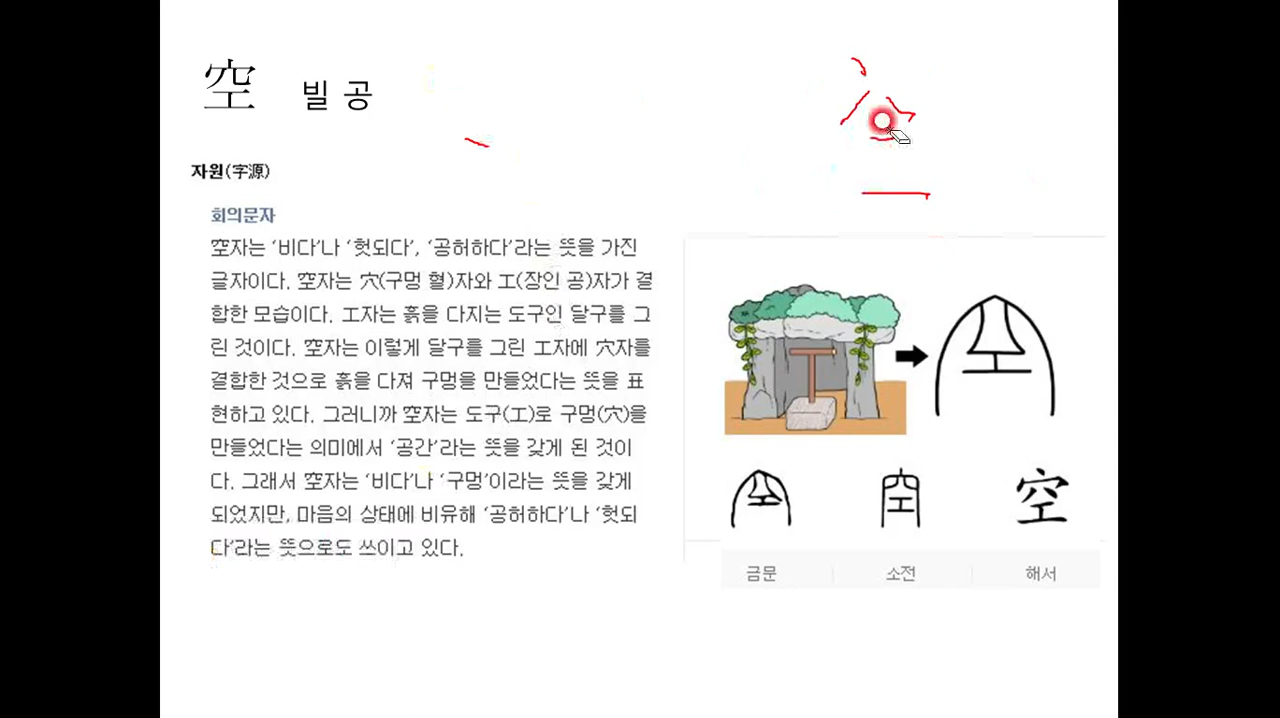 空 빌 공
자원(字源)
회의문자
空자는 ‘비다’나 ‘헛되다’, ‘공허하다’라는 뜻을 가진
글자이다. 空자는 穴(구멍 혈)자와 工(장인 공)자가 결
합한 모습이다. 工자는 흙을 다지는 도구인 달구를 그
린 것이다. 空자는 이렇게 달구를 그린 工자에 穴자를
결합한 것으로 흙을 다져 구멍을 만들었다는 뜻을 표
현하고 있다. 그러니까 空자는 도구(工)로 구멍(穴)을
만들었다는 의미에서 ‘공간’라는 뜻을 갖게 된 것이
다. 그래서 空자는 ‘비다’나 ‘구멍’이라는 뜻을 갖게
되었지만, 마음의 상태에 비유해 ‘공허하다’나 ‘헛되
다’라는 뜻으로도 쓰이고 있다.
空
금문 소전 해서